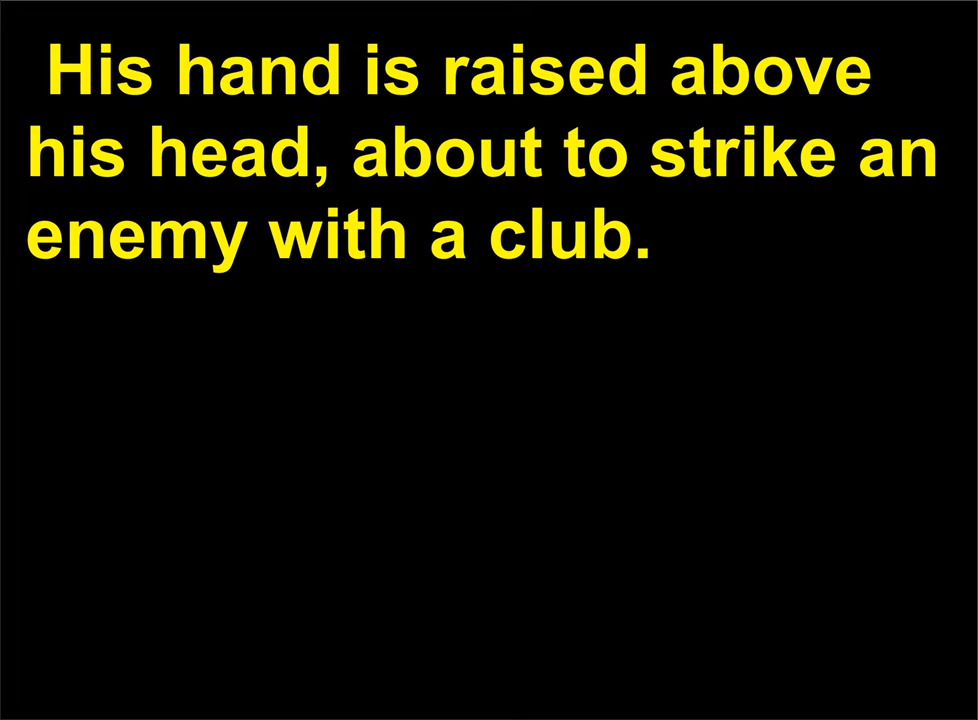 His hand is raised above
his head, about to strike an
enemy with a club.